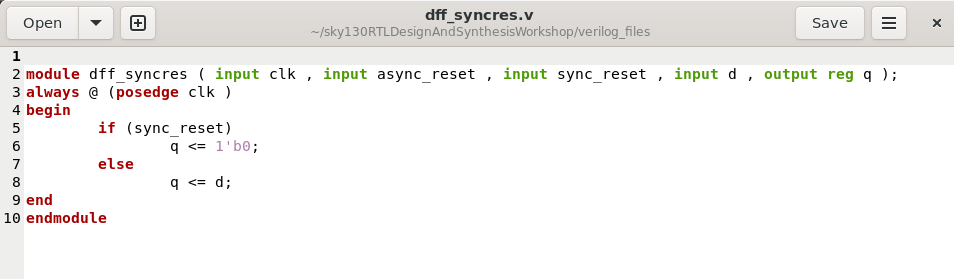 Open
dff_syncres.v
~/sky130RTLDesignAndSynthesisWorkshop/verilog_files
Save
1
2 module dff_syncres ( input clk , input async_reset , input sync_reset , input d , output reg q );
3 always @ (posedge clk )
4 begin
5         if (sync_reset)
6                 q <= 1'b0;
7         else
8                 q <= d;
9 end
10 endmodule